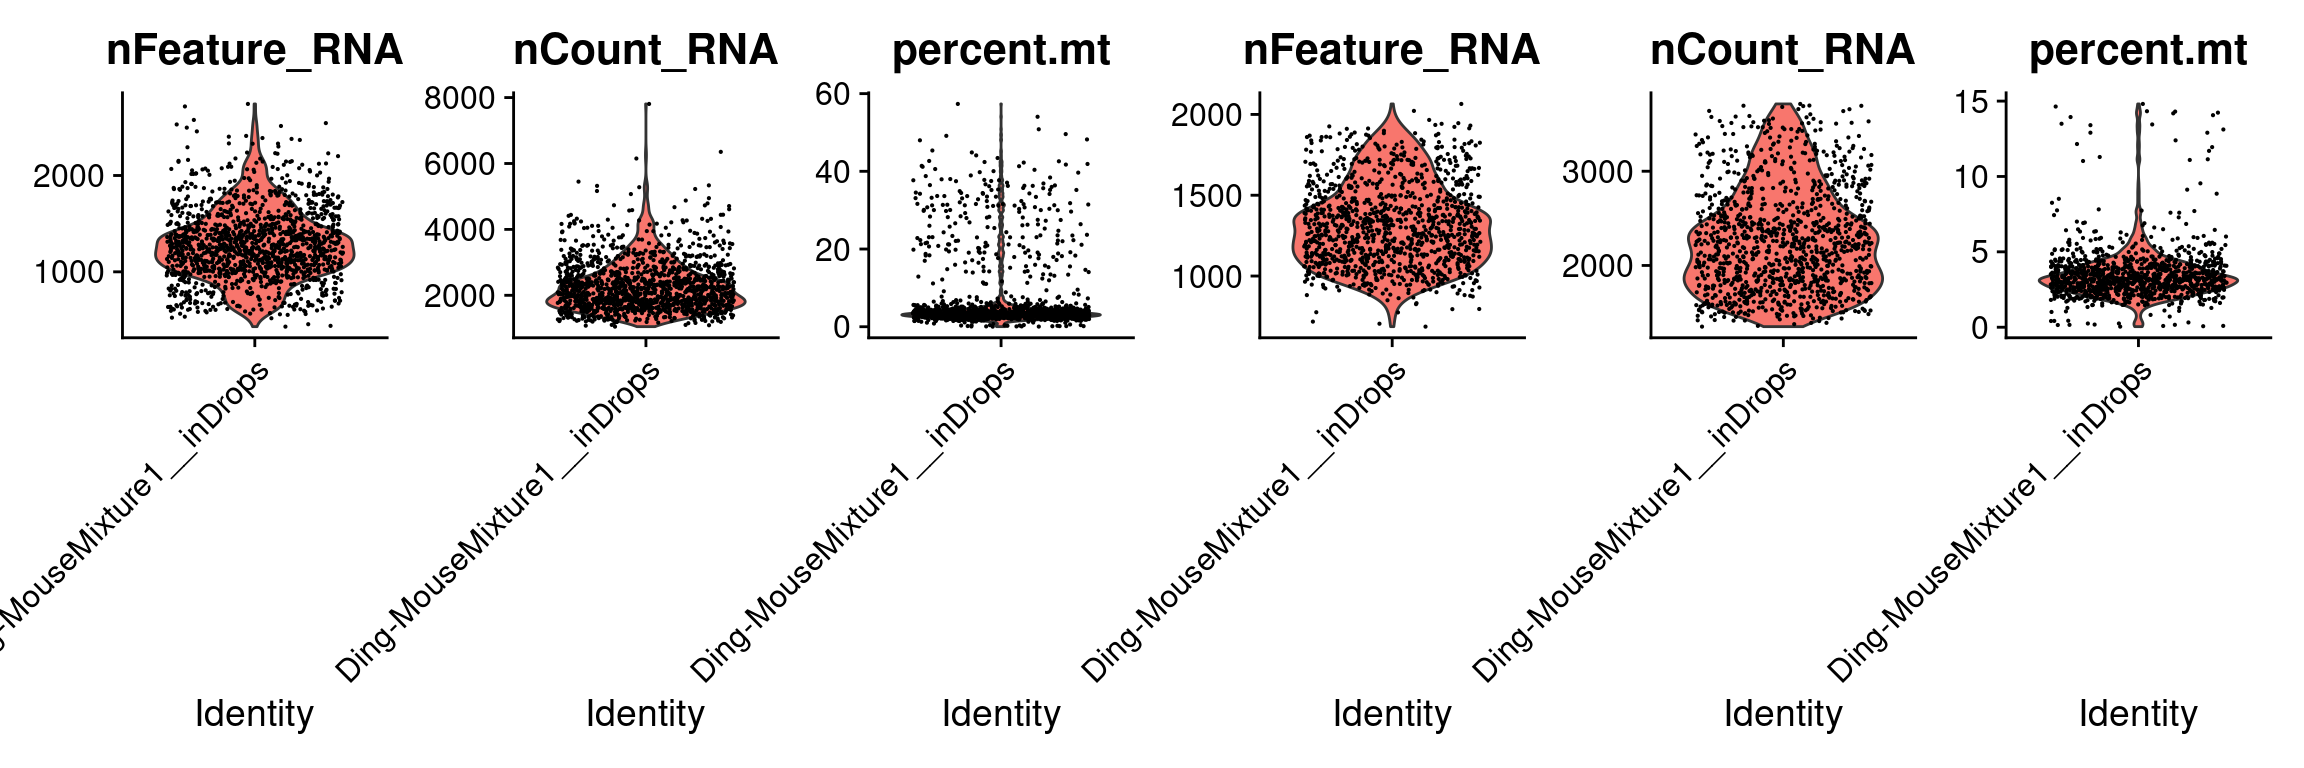 nFeature_RNA
2000
1000
nCount_RNA
8000
6000
4000
2000
percent.mt
60
40
20
0
nFeature_RNA
2000
1500
1000
nCount_RNA
3000
2000
percent.mt
15
10
5
0
-MouseMixture1__inDrops
Ding-MouseMixture1__inDrops
Ding-MouseMixture1__inDrops
Ding-MouseMixture1__inDrops
Ding-MouseMixture1__inDrops
Ding-MouseMixture1__inDrops
Identity
Identity
Identity
Identity
Identity
Identity